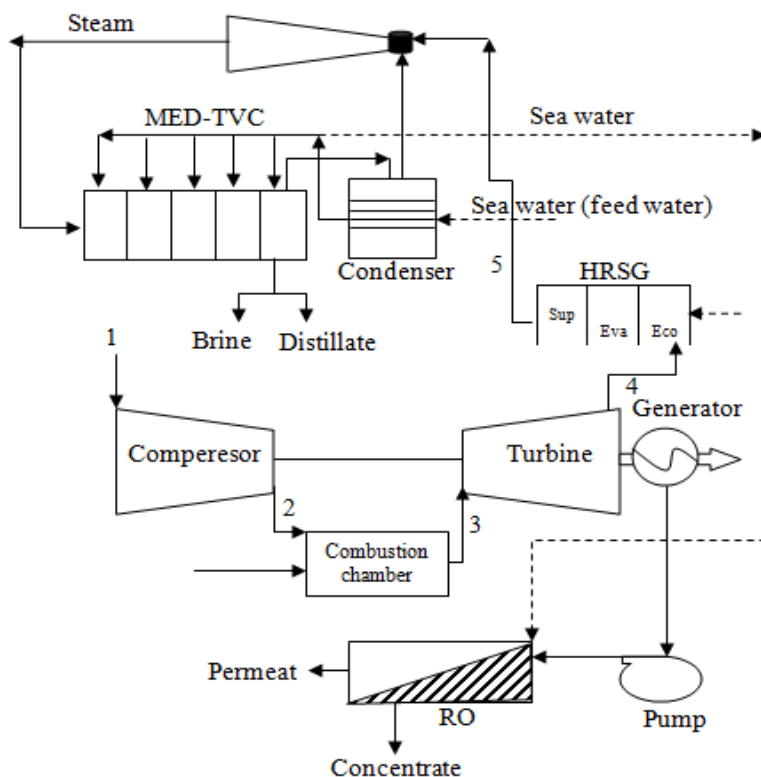 Steam
MED-TVC
Sea water
Sea water (feed water)
Condenser
5
HRSG
Sup
Eva
Eco
Brine
Distillate
1
4
Generator
Comperesor
Turbine
2
3
Combustion
chamber
Permeat
RO
Pump
Concentrate